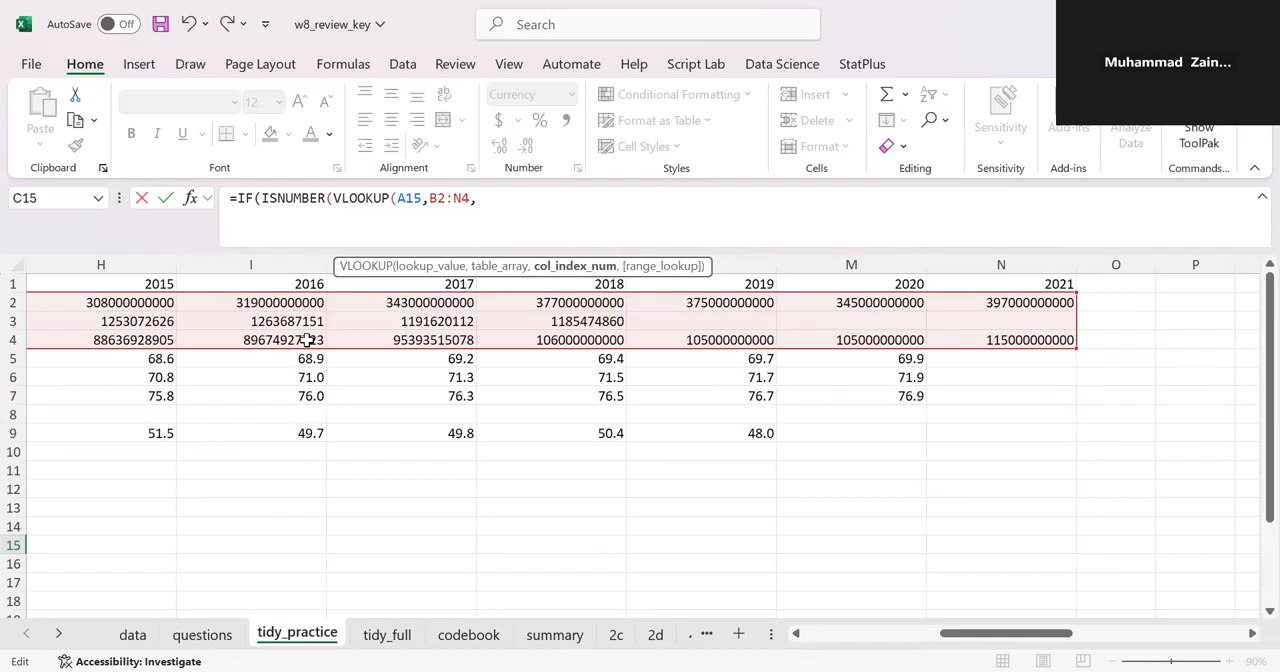 AutoSave Off w8_review_key Search
Muhammad Zain...
File Home Insert Draw Page Layout Formulas Data Review View Automate Help Script Lab Data Science StatPlus
Paste 12 A A ab Currency Conditional Formatting Insert Σ Sensitivity Add-ins Analyze Data Show ToolPak
B I U A $ % 9 Format as Table Delete
Cell Styles Format
Clipboard Font Alignment Number Styles Cells Editing Sensitivity Add-ins Commands...
C15 fx =IF(ISNUMBER(VLOOKUP(A15,B2:N4,
VLOOKUP(lookup_value, table_array, col_index_num, [range_lookup])
H I M N O P
1 2015 2016 2017 2018 2019 2020 2021
2 308000000000 319000000000 343000000000 377000000000 375000000000 345000000000 397000000000
3 1253072626 1263687151 1191620112 1185474860
4 88636928905 106000000000 95393515078 105000000000 105000000000 115000000000
5 68.6 68.9 69.2 69.4 69.7 69.9
6 70.8 71.0 71.3 71.5 71.7 71.9
7 75.8 76.0 76.3 76.5 76.7 76.9
8
9 51.5 49.7 49.8 50.4 48.0
10
11
12
13
14
15
16
17
18
data questions tidy_practice tidy_full codebook summary 2c 2d ...
Edit Accessibility: Investigate 90%